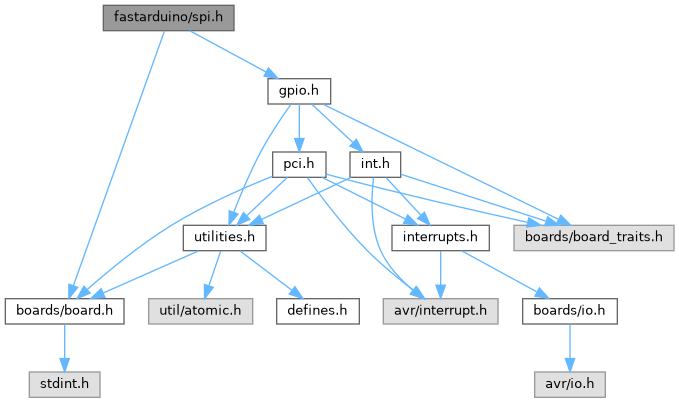 fastarduino/spi.h
gpio.h
pci.h
int.h
utilities.h
interrupts.h
boards/board_traits.h
boards/board.h
util/atomic.h
defines.h
avr/interrupt.h
boards/io.h
stdint.h
avr/io.h